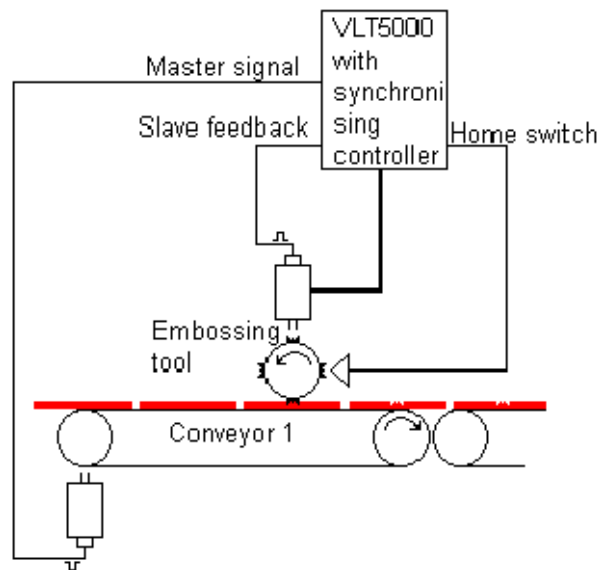 VLT5000
with
synchroni
sing
controller
Master signal
Slave feedback
Home switch
Embossing
tool
Conveyor 1